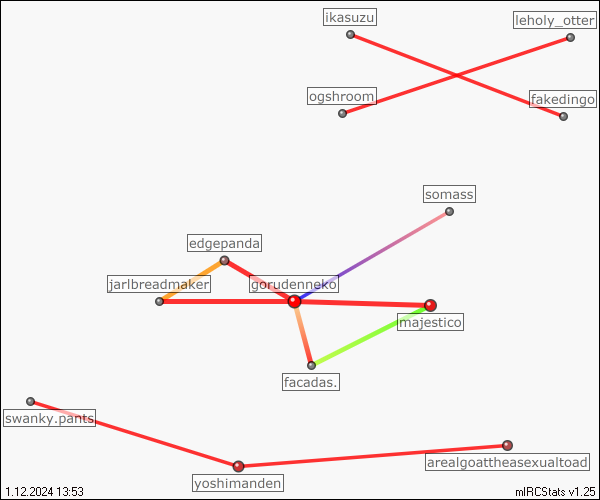 ikasuzu
leholy_otter
ogshroom
fakedingo
somass
edgepanda
jarlbreadmaker
gorudenneko
majestico
facadas.
swanky.pants
arealgoattheasexualtoad
yoshimanden
1.12.2024 13:53
mIRCStats v1.25